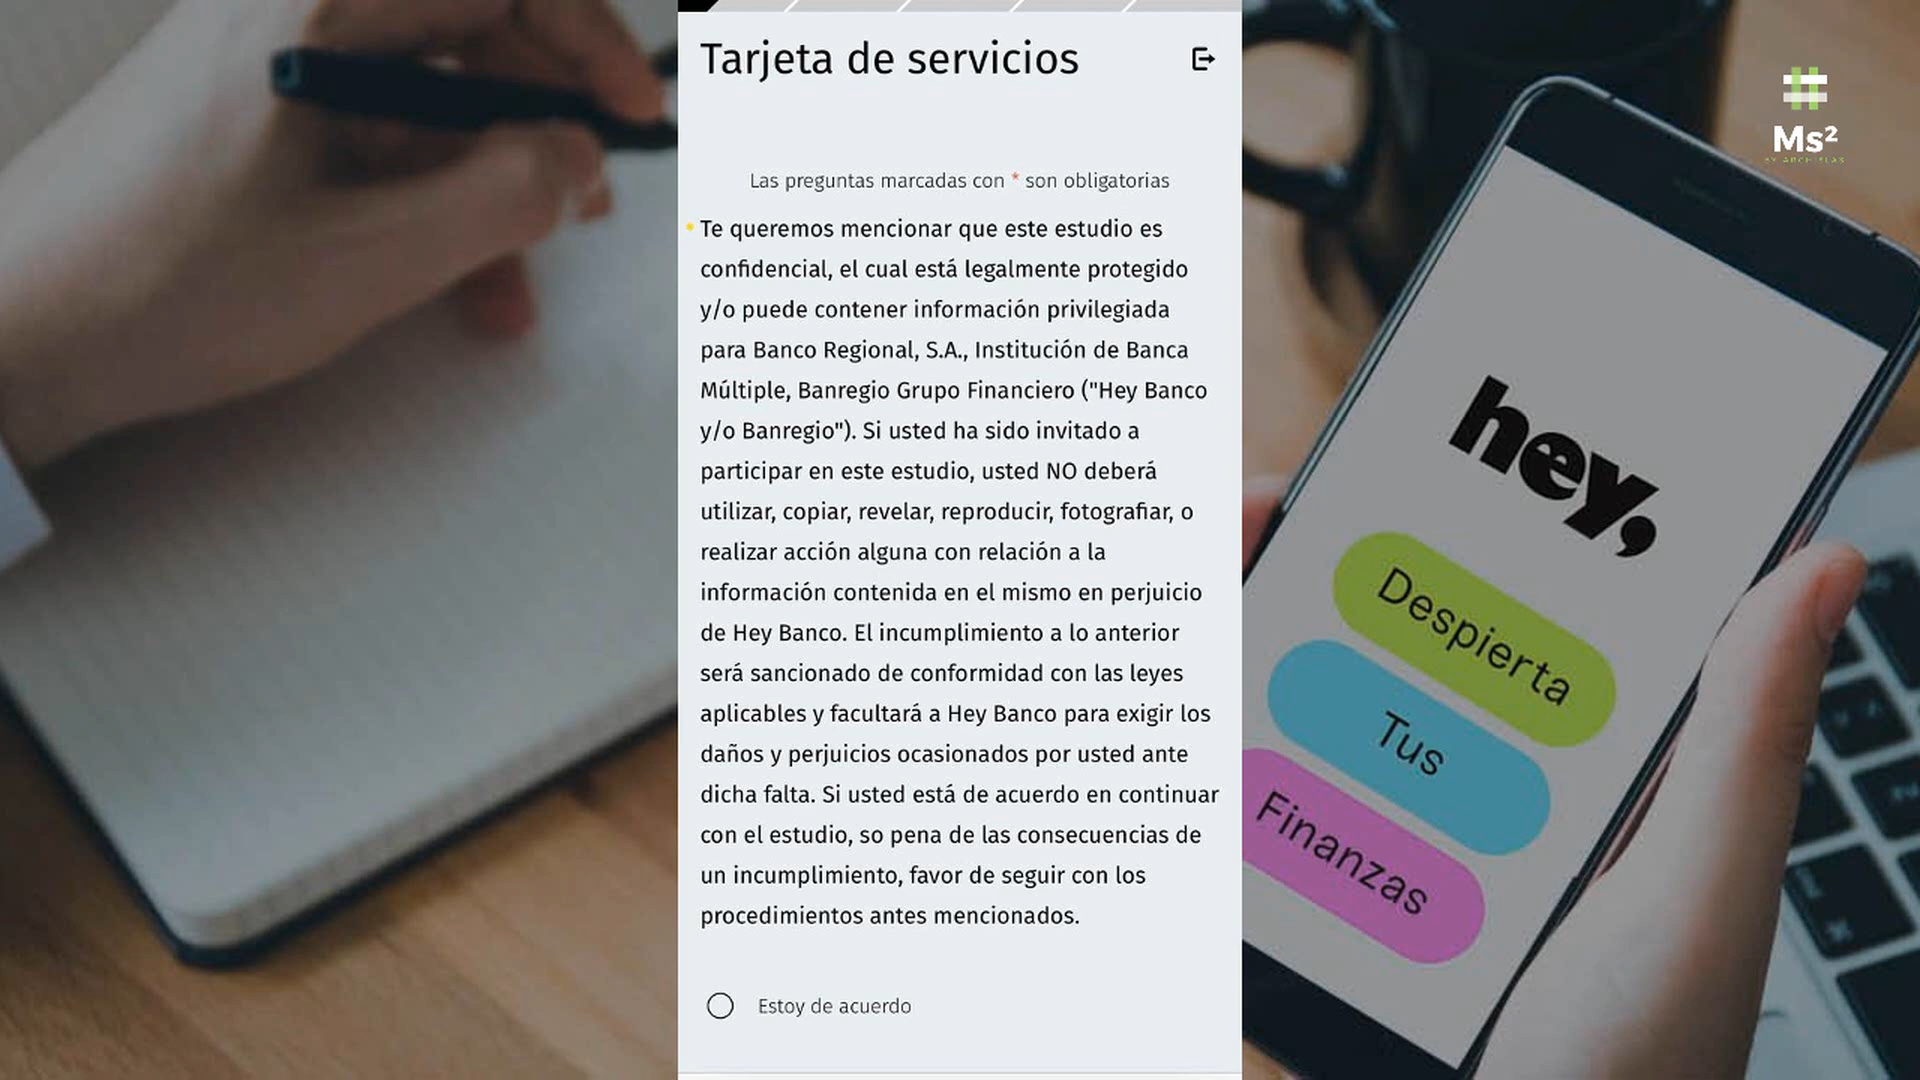 Tarjeta de servicios
Las preguntas marcadas con * son obligatorias
* Te queremos mencionar que este estudio es
confidencial, el cual está legalmente protegido
y/o puede contener información privilegiada
para Banco Regional, S.A., Institución de Banca
Múltiple, Banregio Grupo Financiero ("Hey Banco
y/o Banregio"). Si usted ha sido invitado a
participar en este estudio, usted NO deberá
utilizar, copiar, revelar, reproducir, fotografiar, o
realizar acción alguna con relación a la
información contenida en el mismo en perjuicio
de Hey Banco. El incumplimiento a lo anterior
será sancionado de conformidad con las leyes
aplicables y facultará a Hey Banco para exigir los
daños y perjuicios ocasionados por usted ante
dicha falta. Si usted está de acuerdo en continuar
con el estudio, so pena de las consecuencias de
un incumplimiento, favor de seguir con los
procedimientos antes mencionados.
Estoy de acuerdo
Ms²
hey,
Despierta
Tus
Finanzas